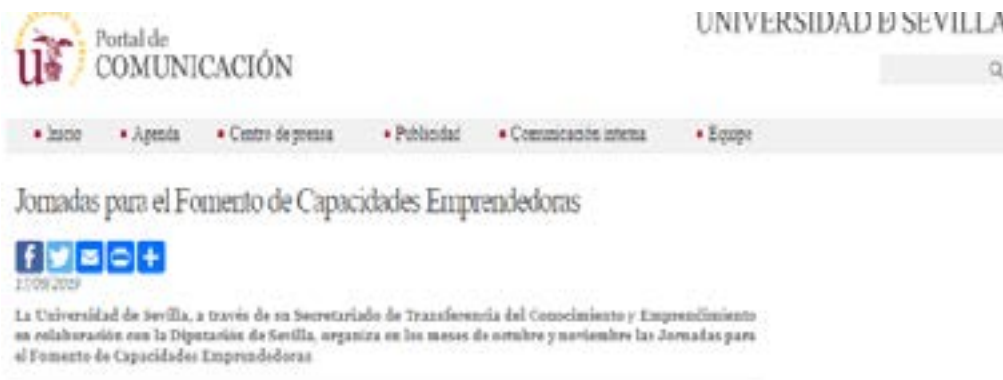 Portal de
COMUNICACIÓN
UNIVERSIDAD Ð SEVILLA
Inicio Agenda Centro de prensa Publicidad Comunicación interna Equipo
Jornadas para el Fomento de Capacidades Emprendedoras
La Universidad de Sevilla, a través de su Secretariado de Transferencia del Conocimiento y Emprendimiento
en colaboración con la Diputación de Sevilla, organiza en los meses de octubre y noviembre las Jornadas para
el Fomento de Capacidades Emprendedoras